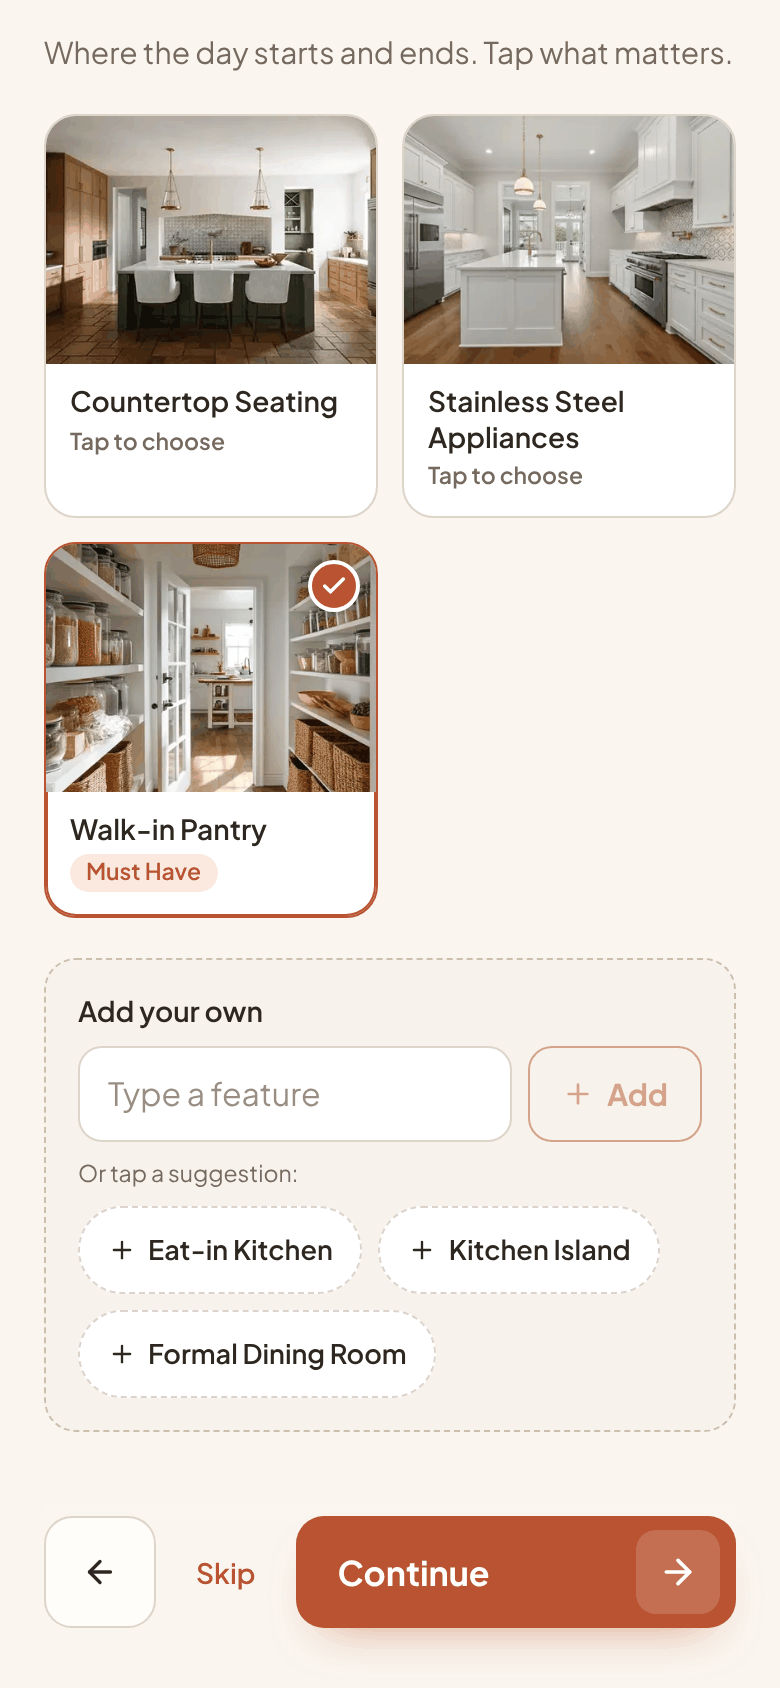 Where the day starts and ends. Tap what matters.
Countertop Seating
Tap to choose
Stainless Steel
Appliances
Tap to choose
Walk-in Pantry
Must Have
Add your own
Type a feature
+ Add
Or tap a suggestion:
+ Eat-in Kitchen
+ Kitchen Island
+ Formal Dining Room
Skip
Continue